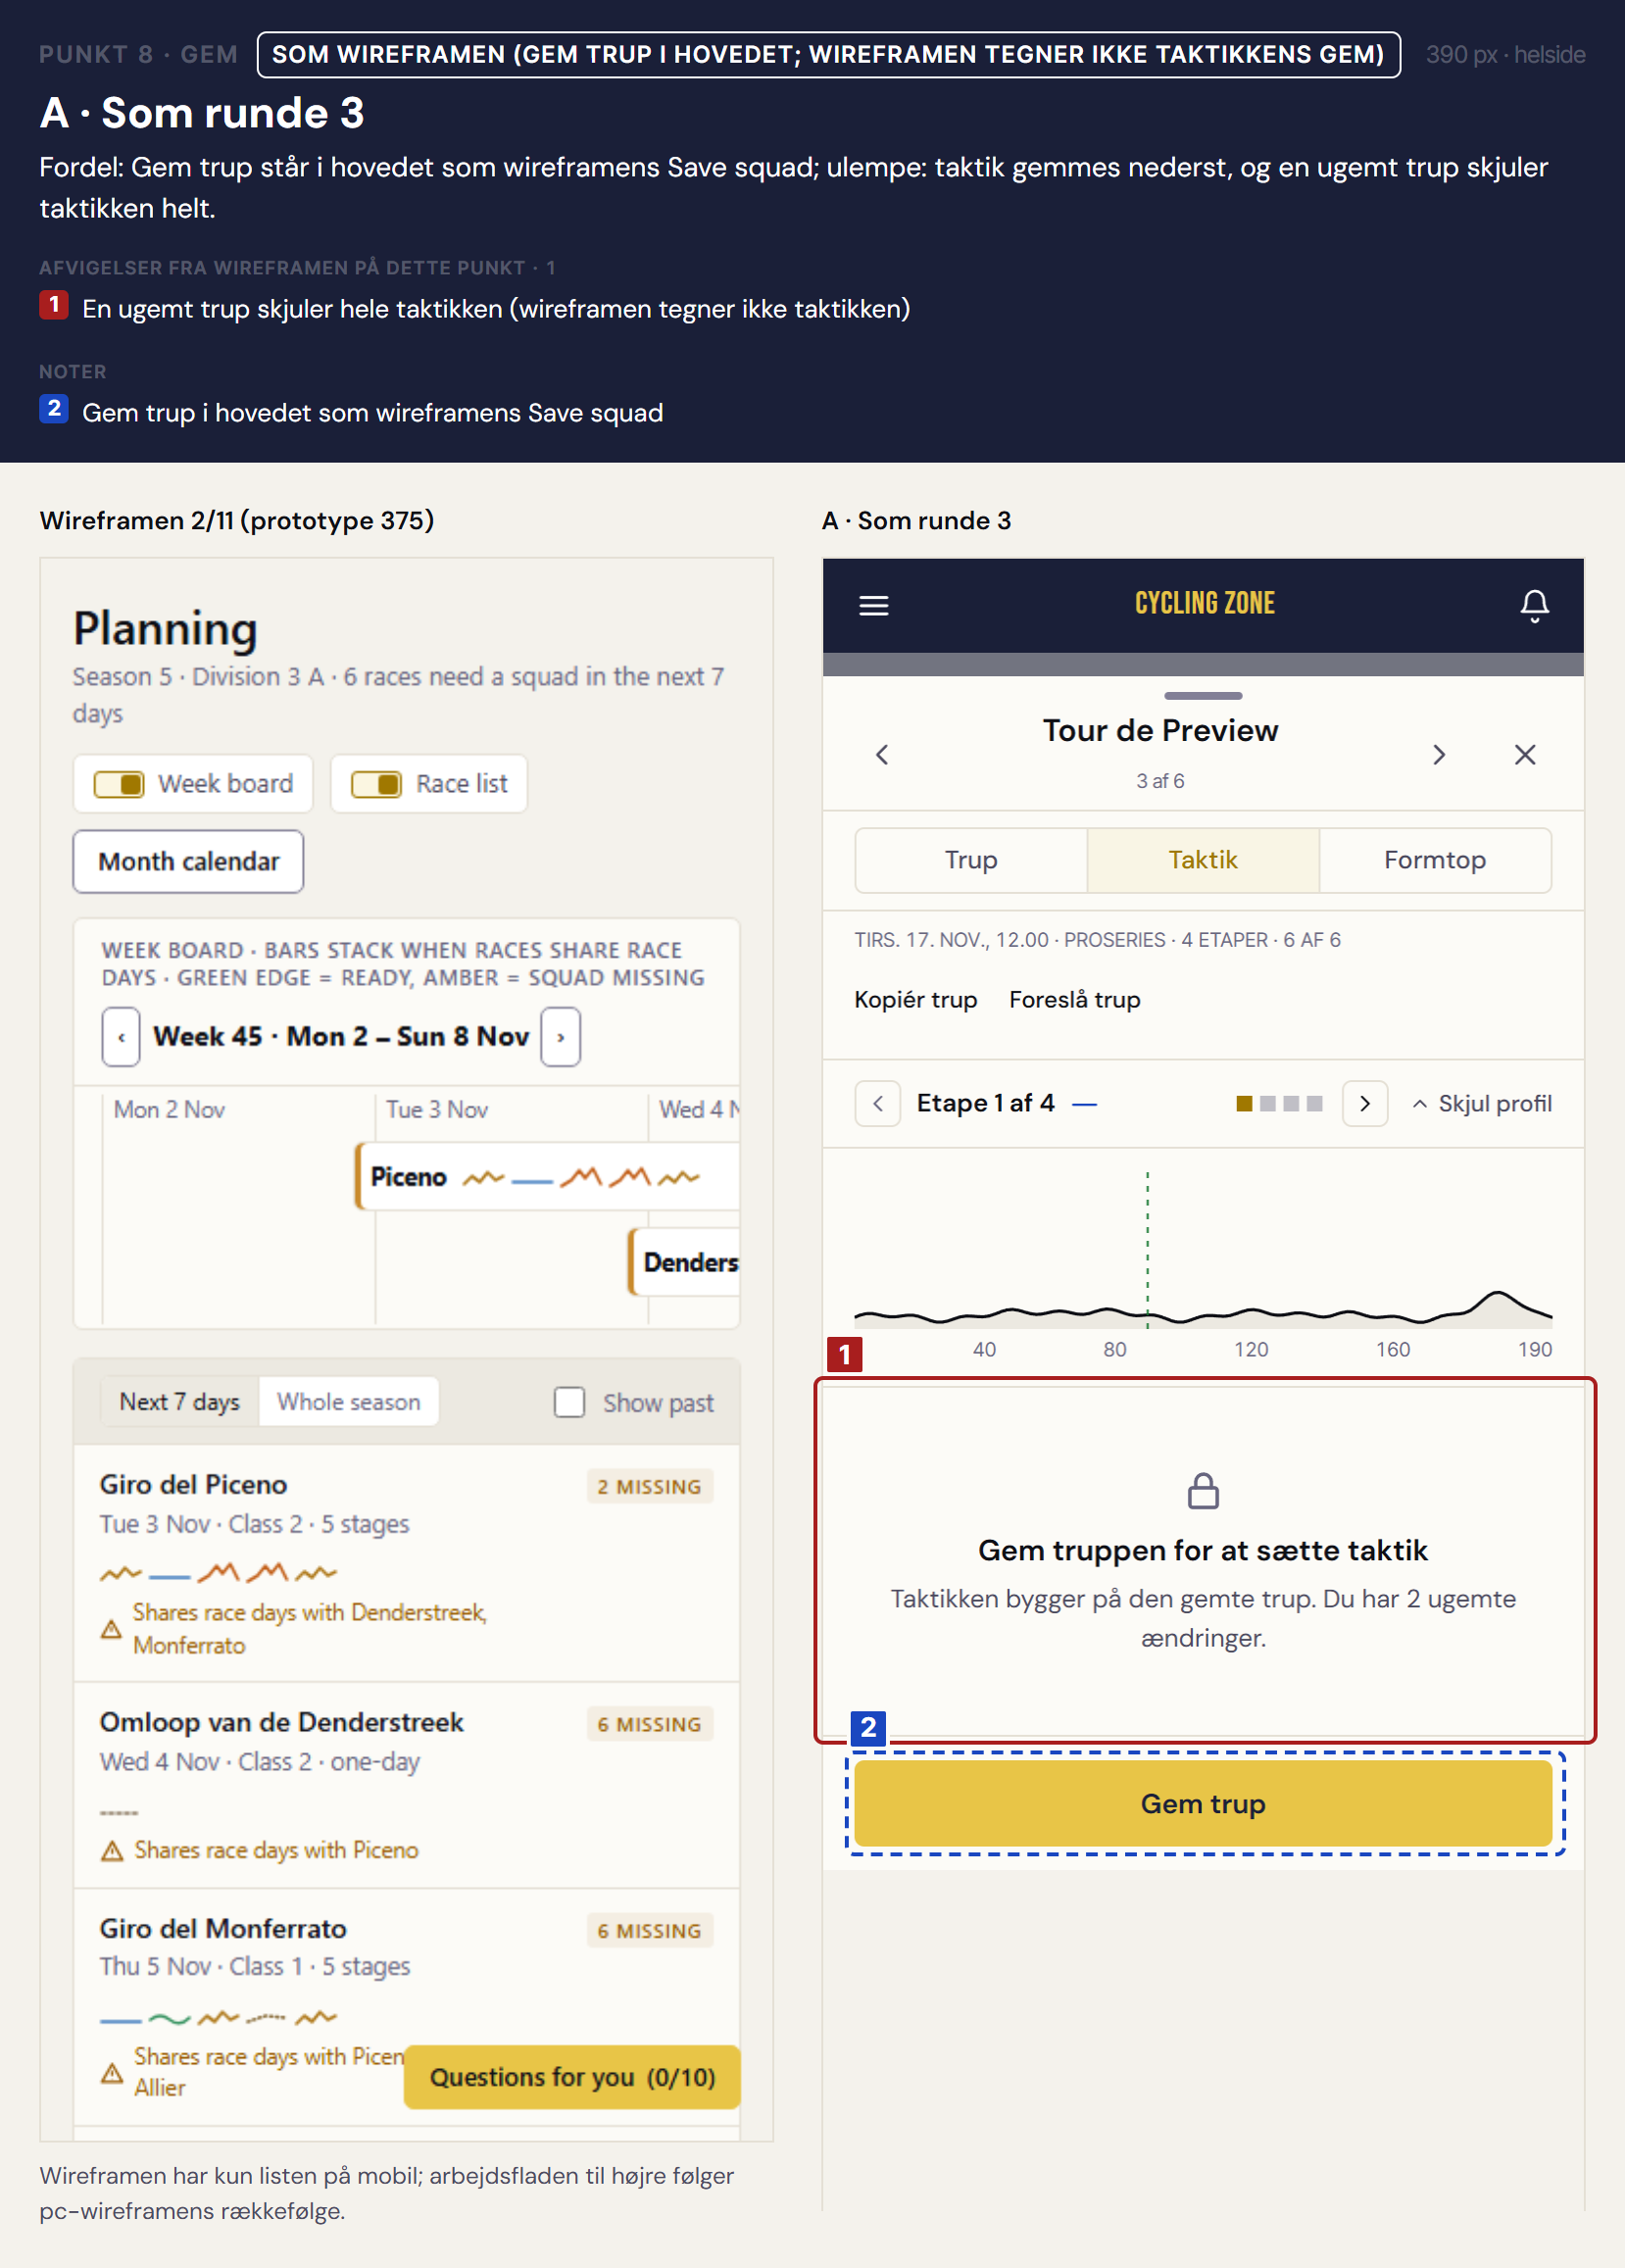 PUNKT 8 · GEM
SOM WIREFRAMEN (GEM TRUP I HOVEDET; WIREFRAMEN TEGNER IKKE TAKTIKKENS GEM)
390 px · helside
A · Som runde 3
Fordel: Gem trup står i hovedet som wireframens Save squad; ulempe: taktik gemmes nederst, og en ugemt trup skjuler
taktikken helt.
AFVIGELSER FRA WIREFRAMEN PÅ DETTE PUNKT · 1
1 En ugemt trup skjuler hele taktikken (wireframen tegner ikke taktikken)
NOTER
2 Gem trup i hovedet som wireframens Save squad
Wireframen 2/11 (prototype 375)
Planning
Season 5 · Division 3 A · 6 races need a squad in the next 7
days
Week board
Race list
Month calendar
WEEK BOARD · BARS STACK WHEN RACES SHARE RACE
DAYS · GREEN EDGE = READY, AMBER = SQUAD MISSING
‹ Week 45 · Mon 2 – Sun 8 Nov ›
Mon 2 Nov
Tue 3 Nov
Wed 4 N
Piceno
Denders
Next 7 days
Whole season
Show past
Giro del Piceno
2 MISSING
Tue 3 Nov · Class 2 · 5 stages
Shares race days with Denderstreek,
Monferrato
Omloop van de Denderstreek
6 MISSING
Wed 4 Nov · Class 2 · one-day
Shares race days with Piceno
Giro del Monferrato
6 MISSING
Thu 5 Nov · Class 1 · 5 stages
Shares race days with Picen
Allier
Questions for you (0/10)
Wireframen har kun listen på mobil; arbejdsfladen til højre følger
pc-wireframens rækkefølge.
A · Som runde 3
CYCLING ZONE
Tour de Preview
3 af 6
Trup
Taktik
Formtop
TIRS. 17. NOV., 12.00 · PROSERIES · 4 ETAPER · 6 AF 6
Kopiér trup
Foreslå trup
Etape 1 af 4
Skjul profil
40
80
120
160
190
1
Gem truppen for at sætte taktik
Taktikken bygger på den gemte trup. Du har 2 ugemte
ændringer.
2
Gem trup